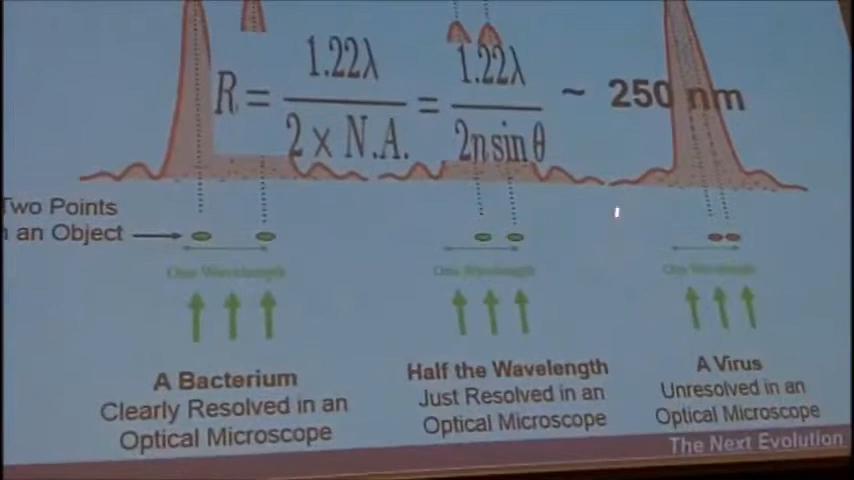 R = 1.22λ / 2 × N.A. = 1.22λ / 2n sin θ ~ 250 nm
Two Points
an Object
One Wavelength
One Wavelength
One Wavelength
A Bacterium
Clearly Resolved in an
Optical Microscope
Half the Wavelength
Just Resolved in an
Optical Microscope
A Virus
Unresolved in an
Optical Microscope
The Next Evolution